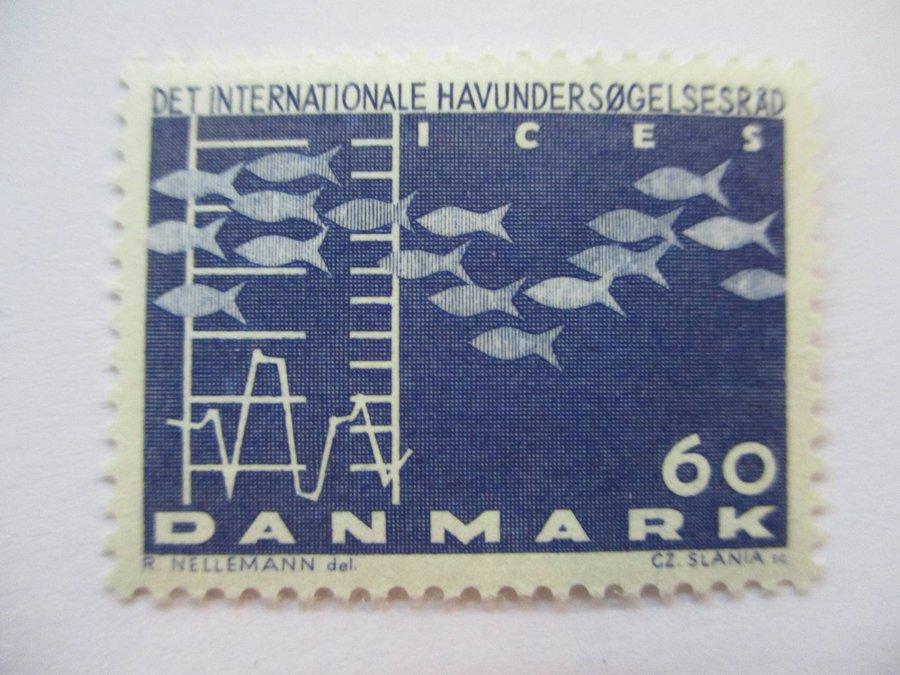 DET INTERNATIONALE HAVUNDERSØGELSESRÅD
ICES
60
DANMARK
R. NELLEMANN del. CZ. SLANIA sc